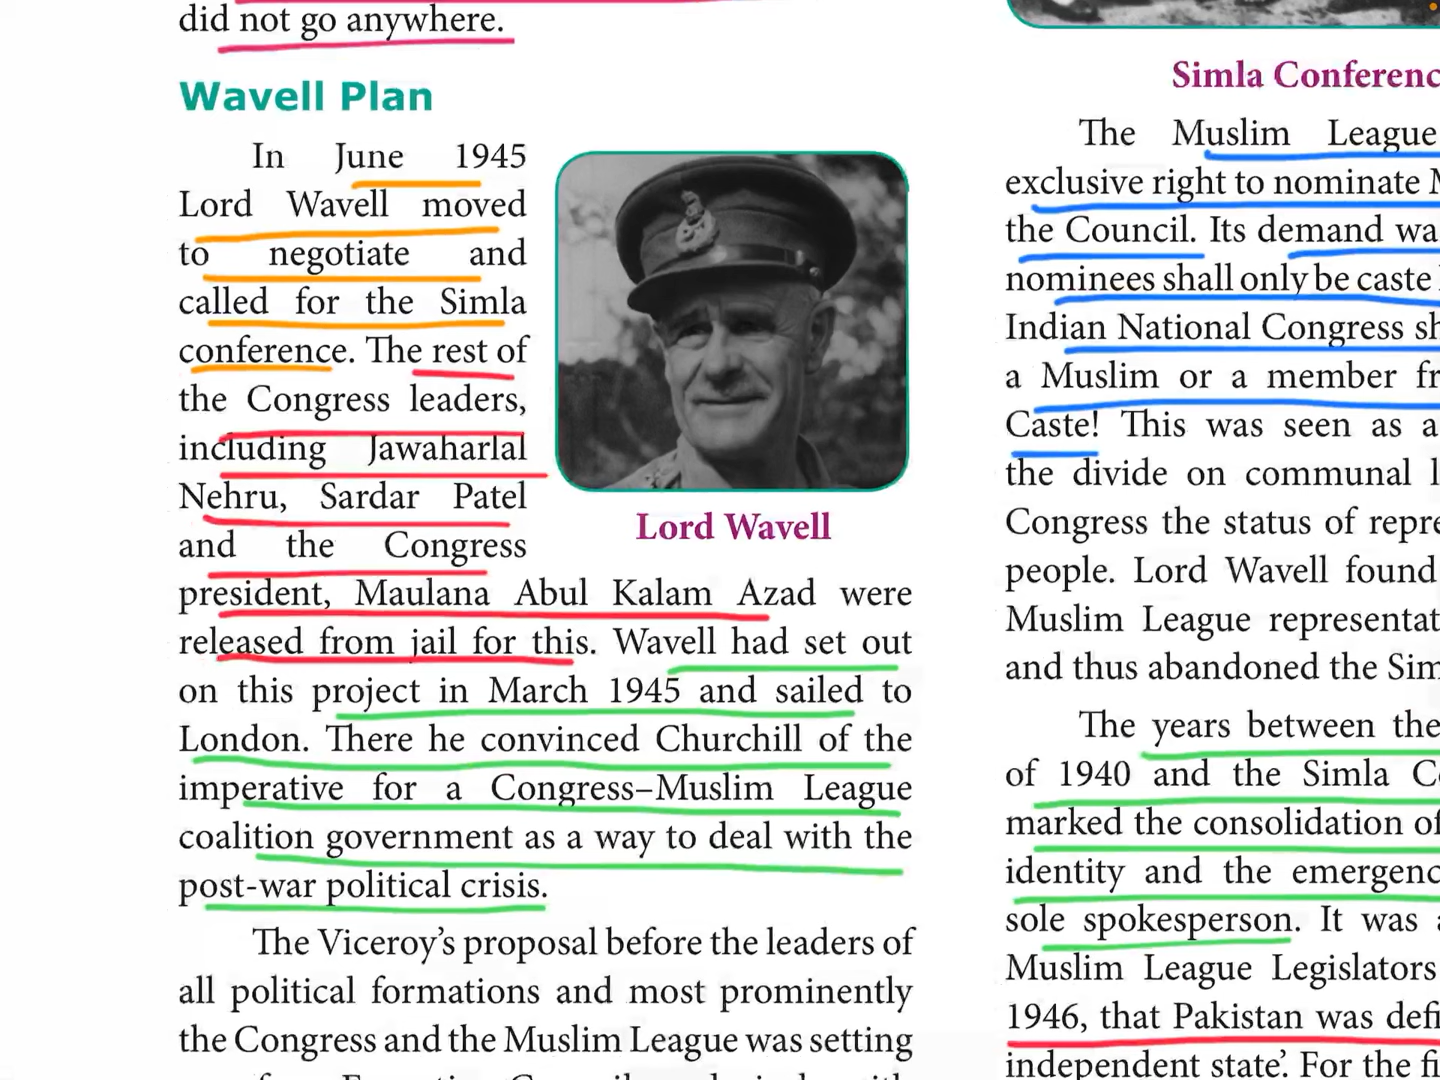 did not go anywhere.
Wavell Plan
In June 1945
Lord Wavell moved
to negotiate and
called for the Simla
conference. The rest of
the Congress leaders,
including Jawaharlal
Nehru, Sardar Patel
and the Congress
president, Maulana Abul Kalam Azad were
released from jail for this. Wavell had set out
on this project in March 1945 and sailed to
London. There he convinced Churchill of the
imperative for a Congress–Muslim League
coalition government as a way to deal with the
post-war political crisis.
The Viceroy's proposal before the leaders of
all political formations and most prominently
the Congress and the Muslim League was setting
Lord Wavell
Simla Conferenc
The Muslim League
exclusive right to nominate
the Council. Its demand wa
nominees shall only be caste
Indian National Congress sh
a Muslim or a member fr
Caste! This was seen as a
the divide on communal
Congress the status of repre
people. Lord Wavell found
Muslim League representat
and thus abandoned the Sim
The years between the
of 1940 and the Simla C
marked the consolidation of
identity and the emergenc
sole spokesperson. It was
Muslim League Legislators
1946, that Pakistan was defi
independent state'. For the fi